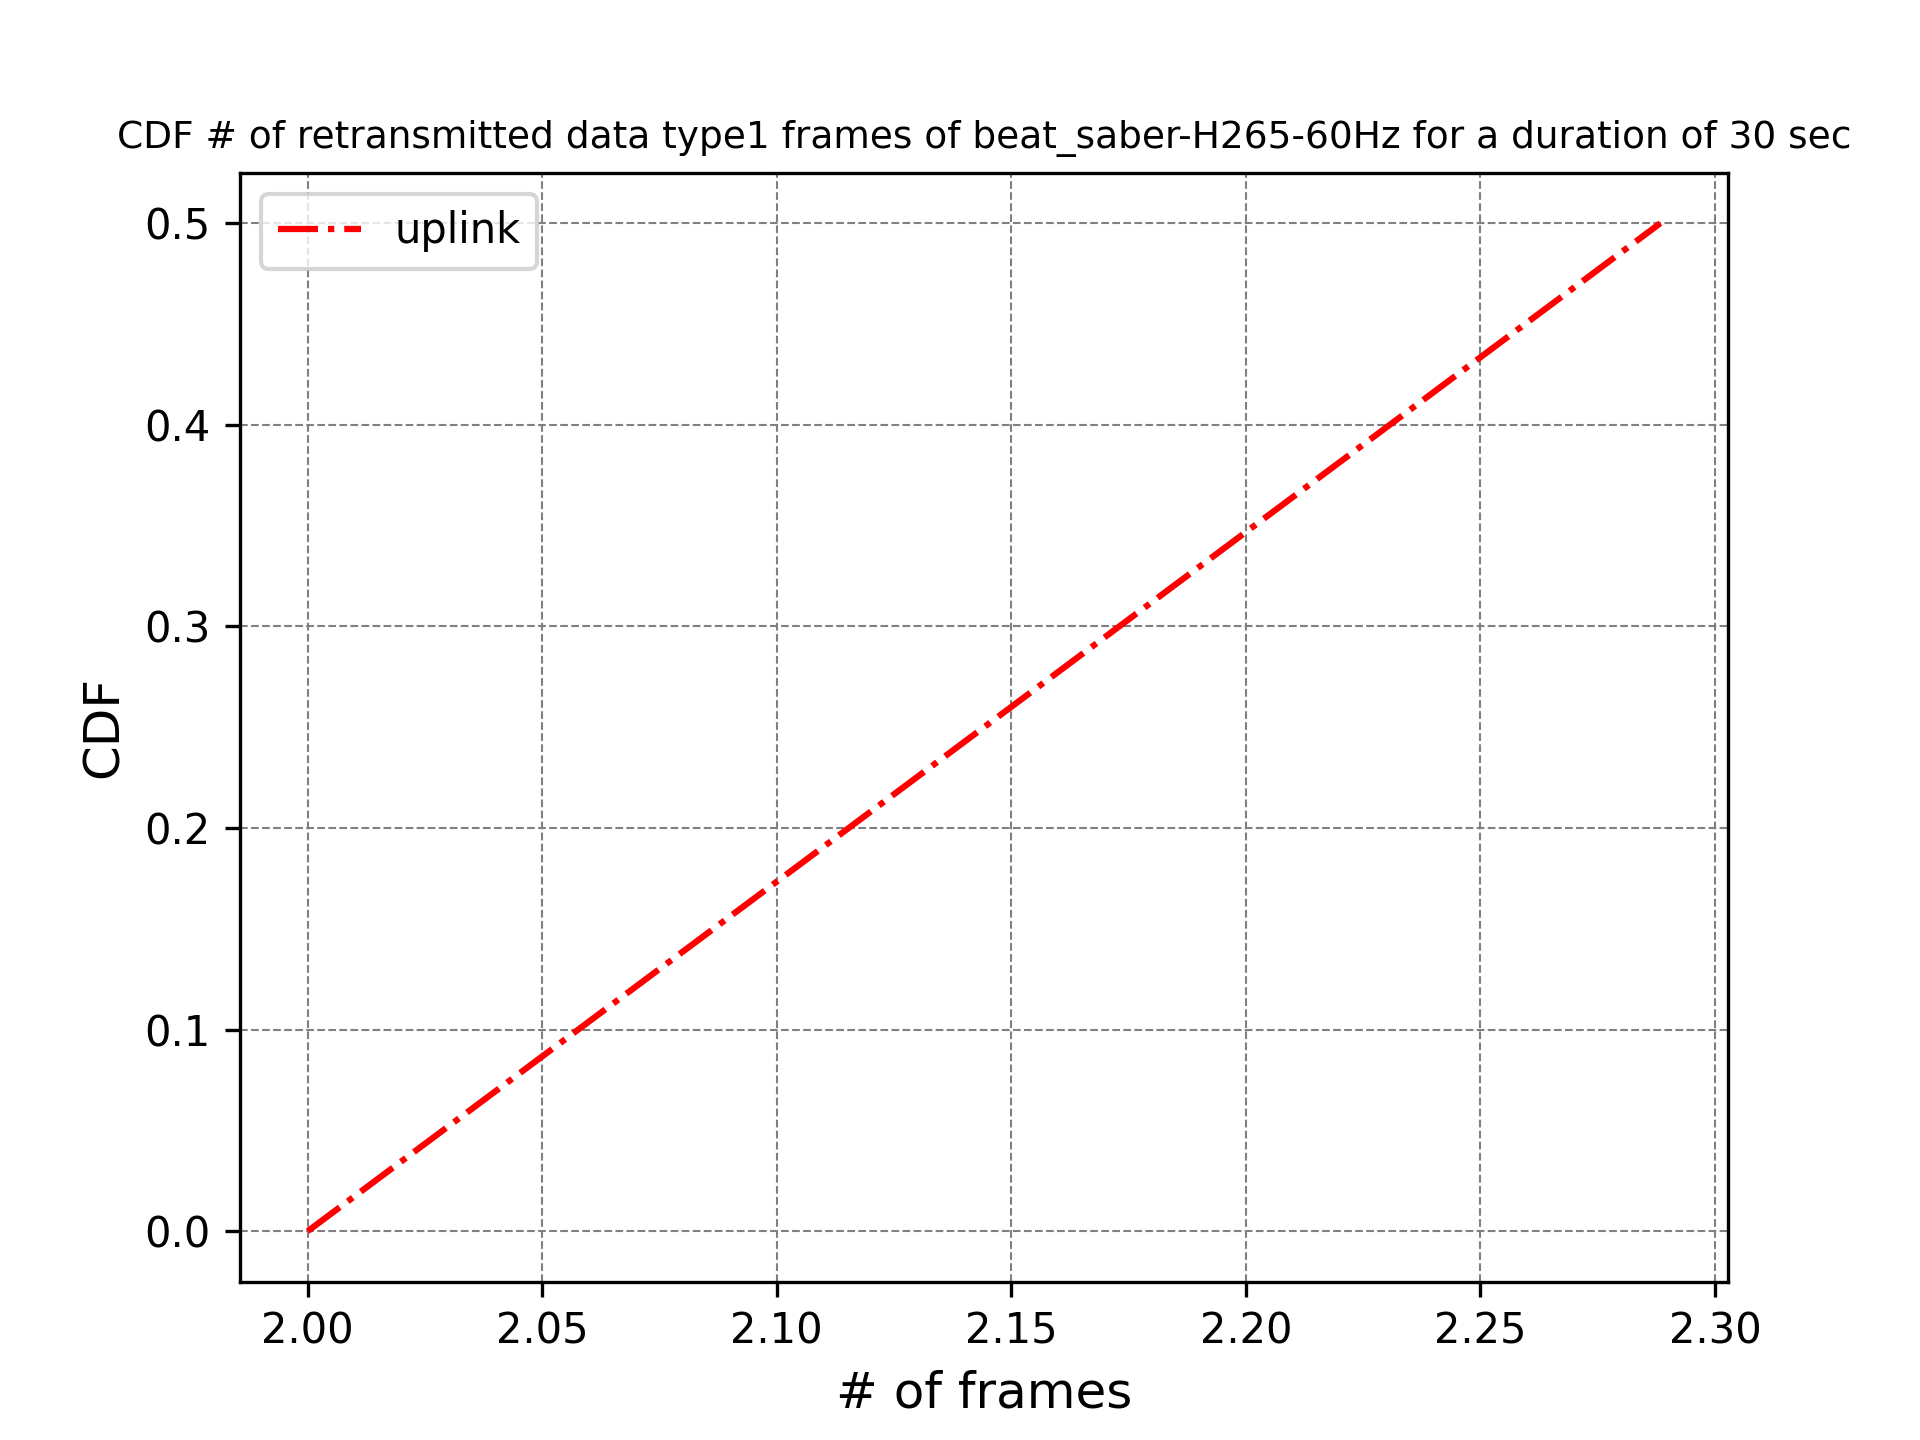 CDF # of retransmitted data type1 frames of beat_saber-H265-60Hz for a duration of 30 sec
uplink
0.5
0.4
0.3
0.2
0.1
0.0
CDF
2.00 2.05 2.10 2.15 2.20 2.25 2.30
# of frames